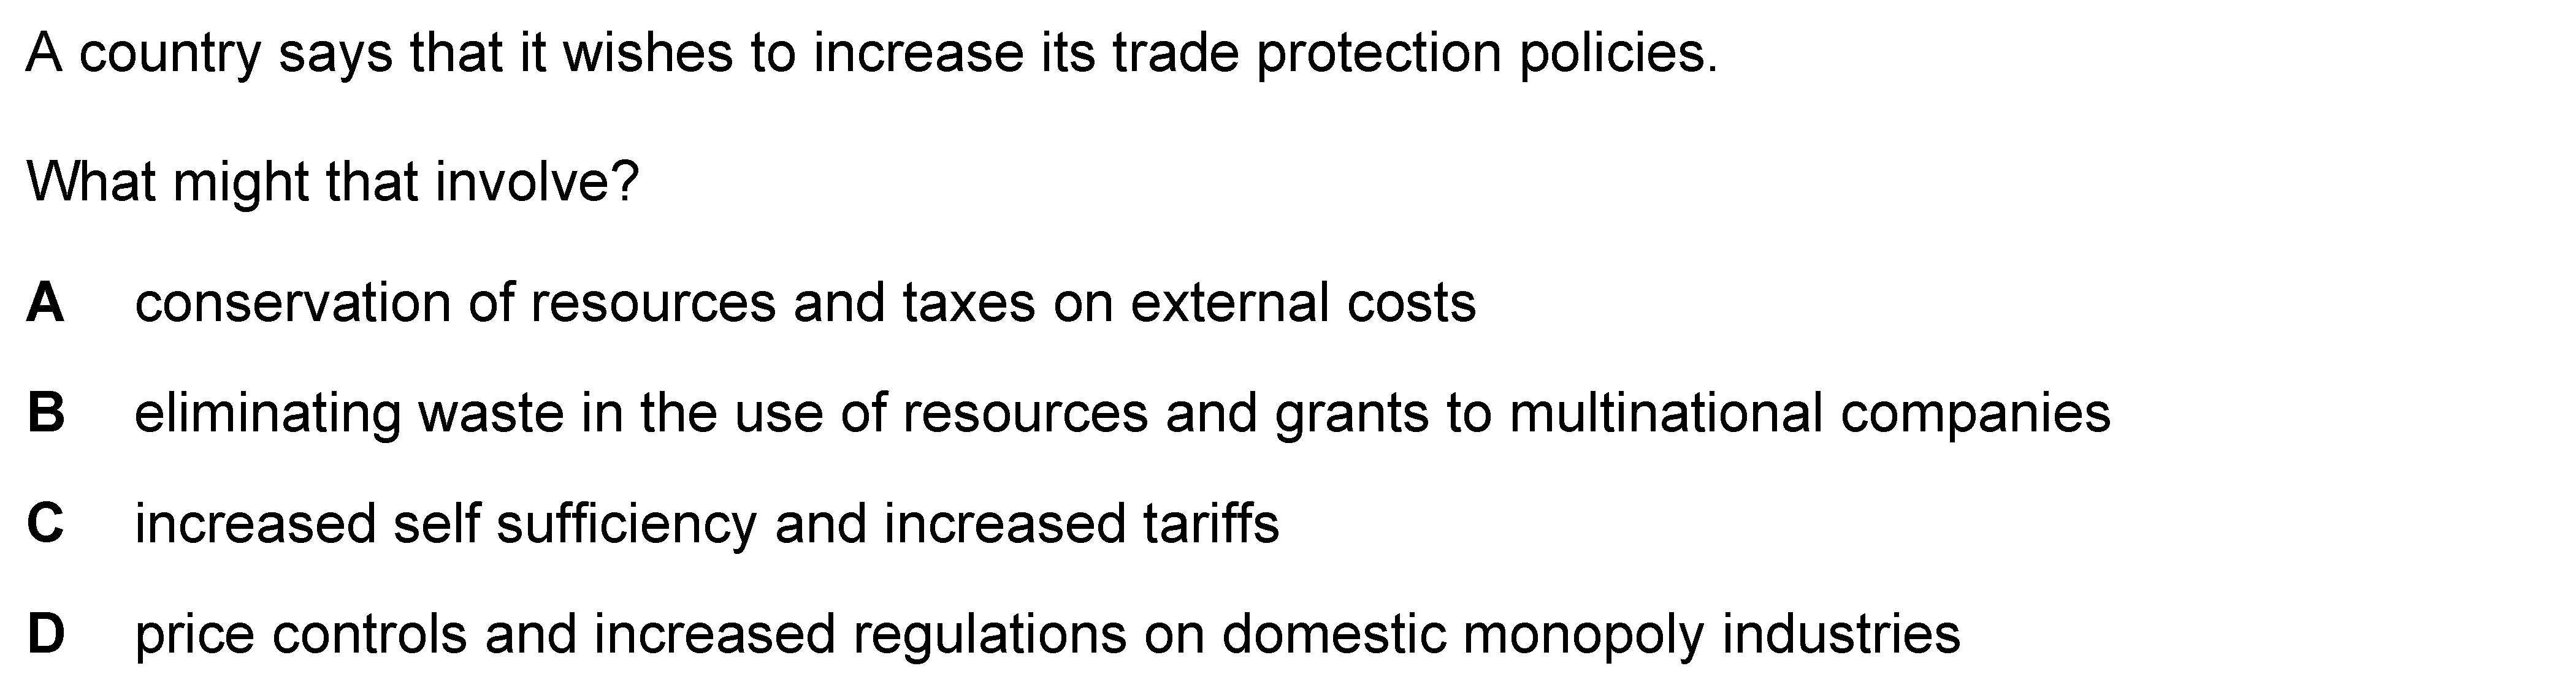 A country says that it wishes to increase its trade protection policies.
What might that involve?
A conservation of resources and taxes on external costs
B eliminating waste in the use of resources and grants to multinational companies
C increased self sufficiency and increased tariffs
D price controls and increased regulations on domestic monopoly industries